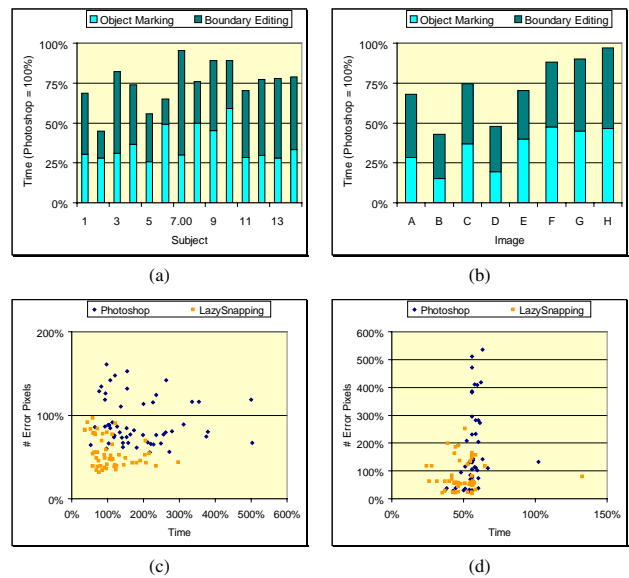 Object Marking Boundary Editing
100%
75%
50%
25%
0%
Time (Photoshop = 100%)
1 3 5 7.00 9 11 13
Subject
(a)
Object Marking Boundary Editing
100%
75%
50%
25%
0%
Time (Photoshop = 100%)
A B C D E F G H
Image
(b)
Photoshop LazySnapping
200%
100%
0%
# Error Pixels
0% 100% 200% 300% 400% 500% 600%
Time
(c)
Photoshop LazySnapping
600%
500%
400%
300%
200%
100%
0%
# Error Pixels
0% 50% 100% 150%
Time
(d)